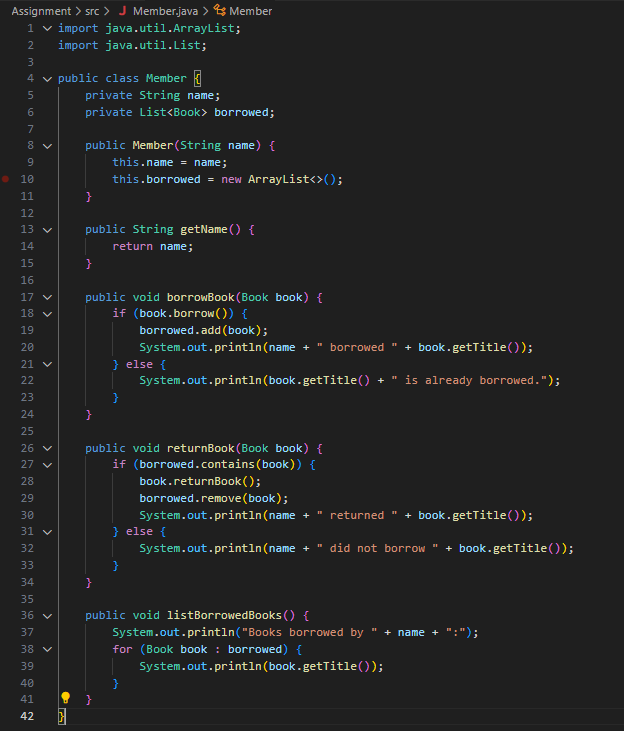 Assignment > src > J Member.java > Member
1 import java.util.ArrayList;
2 import java.util.List;
3
4 public class Member {
5     private String name;
6     private List<Book> borrowed;
7
8     public Member(String name) {
9         this.name = name;
10         this.borrowed = new ArrayList<>();
11     }
12
13     public String getName() {
14         return name;
15     }
16
17     public void borrowBook(Book book) {
18         if (book.borrow()) {
19             borrowed.add(book);
20             System.out.println(name + " borrowed " + book.getTitle());
21         } else {
22             System.out.println(book.getTitle() + " is already borrowed.");
23         }
24     }
25
26     public void returnBook(Book book) {
27         if (borrowed.contains(book)) {
28             book.returnBook();
29             borrowed.remove(book);
30             System.out.println(name + " returned " + book.getTitle());
31         } else {
32             System.out.println(name + " did not borrow " + book.getTitle());
33         }
34     }
35
36     public void listBorrowedBooks() {
37         System.out.println("Books borrowed by " + name + ":");
38         for (Book book : borrowed) {
39             System.out.println(book.getTitle());
40         }
41     }
42 }